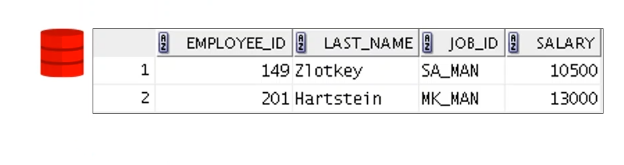 EMPLOYEE_ID LAST_NAME JOB_ID SALARY
1 149 Zlotkey SA_MAN 10500
2 201 Hartstein MK_MAN 13000